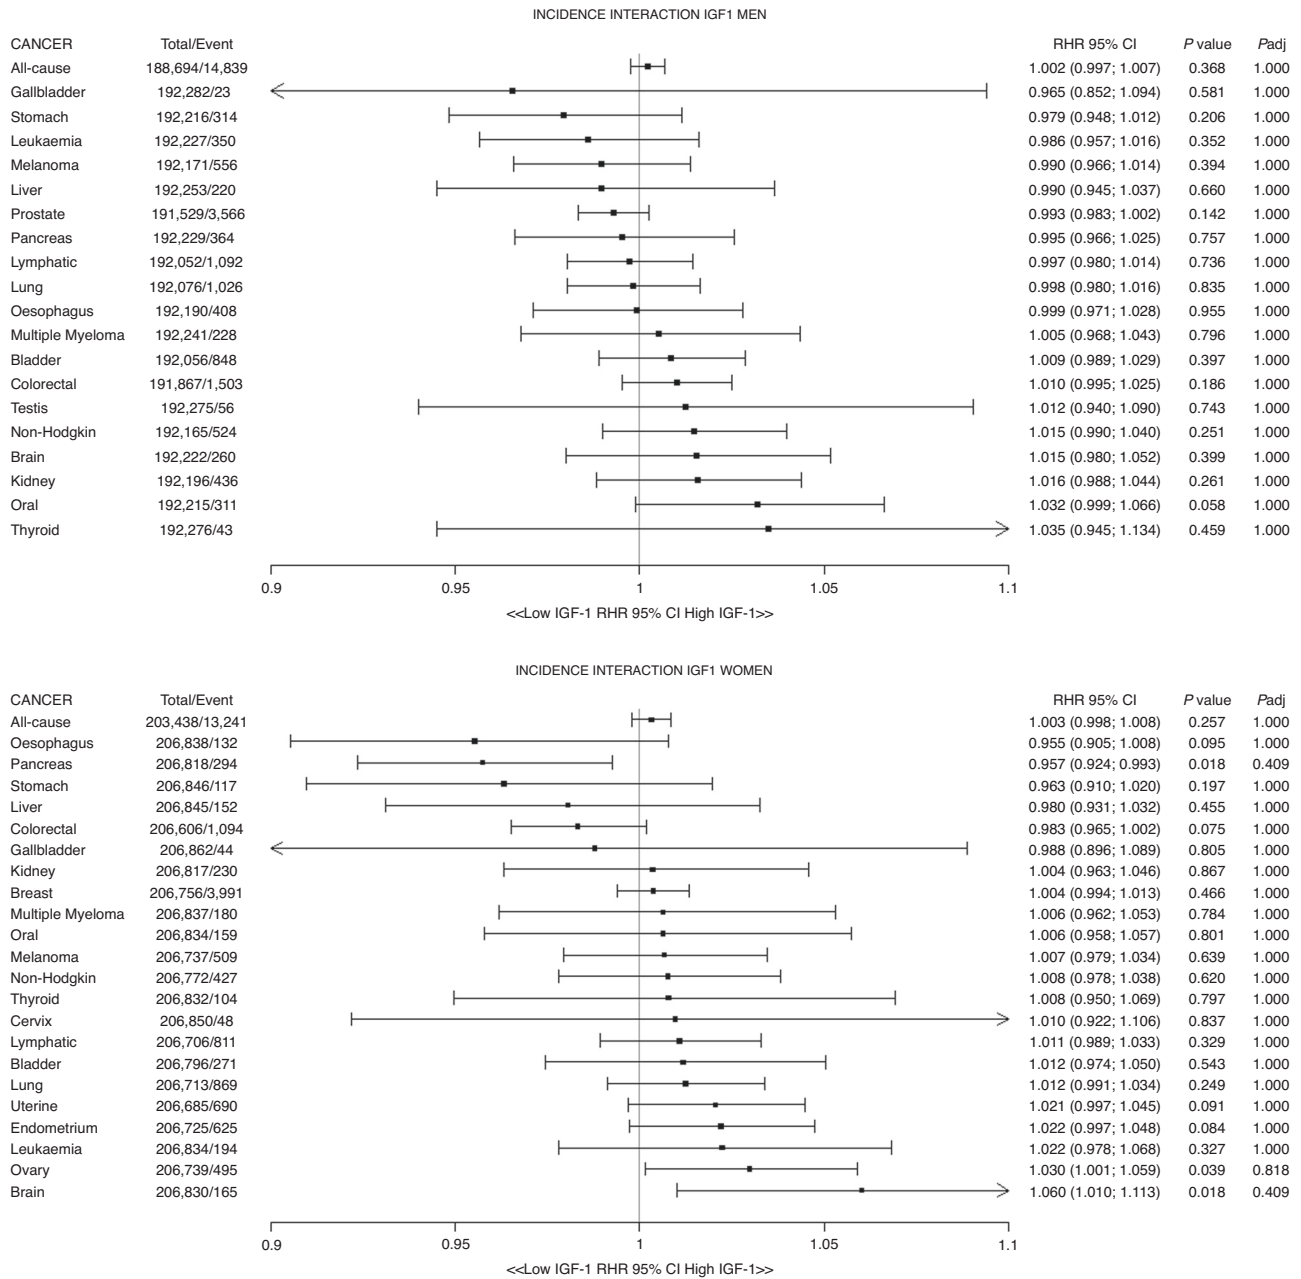 INCIDENCE INTERACTION IGF1 MEN
CANCER Total/Event RHR 95% CI P value Padj
All-cause 188,694/14,839 1.002 (0.997; 1.007) 0.368 1.000
Gallbladder 192,282/23 0.965 (0.852; 1.094) 0.581 1.000
Stomach 192,216/314 0.979 (0.948; 1.012) 0.206 1.000
Leukaemia 192,227/350 0.986 (0.957; 1.016) 0.352 1.000
Melanoma 192,171/556 0.990 (0.966; 1.014) 0.394 1.000
Liver 192,253/220 0.990 (0.945; 1.037) 0.660 1.000
Prostate 191,529/3,566 0.993 (0.983; 1.002) 0.142 1.000
Pancreas 192,229/364 0.995 (0.966; 1.025) 0.757 1.000
Lymphatic 192,052/1,092 0.997 (0.980; 1.014) 0.736 1.000
Lung 192,076/1,026 0.998 (0.980; 1.016) 0.835 1.000
Oesophagus 192,190/408 0.999 (0.971; 1.028) 0.955 1.000
Multiple Myeloma 192,241/228 1.005 (0.968; 1.043) 0.796 1.000
Bladder 192,056/848 1.009 (0.989; 1.029) 0.397 1.000
Colorectal 191,867/1,503 1.010 (0.995; 1.025) 0.186 1.000
Testis 192,275/56 1.012 (0.940; 1.090) 0.743 1.000
Non-Hodgkin 192,165/524 1.015 (0.990; 1.040) 0.251 1.000
Brain 192,222/260 1.015 (0.980; 1.052) 0.399 1.000
Kidney 192,196/436 1.016 (0.988; 1.044) 0.261 1.000
Oral 192,215/311 1.032 (0.999; 1.066) 0.058 1.000
Thyroid 192,276/43 1.035 (0.945; 1.134) 0.459 1.000
0.9 0.95 1 1.05 1.1
<<Low IGF-1 RHR 95% CI High IGF-1>>
INCIDENCE INTERACTION IGF1 WOMEN
CANCER Total/Event RHR 95% CI P value Padj
All-cause 203,438/13,241 1.003 (0.998; 1.008) 0.257 1.000
Oesophagus 206,838/132 0.955 (0.905; 1.008) 0.095 1.000
Pancreas 206,818/294 0.957 (0.924; 0.993) 0.018 0.409
Stomach 206,846/117 0.963 (0.910; 1.020) 0.197 1.000
Liver 206,845/152 0.980 (0.931; 1.032) 0.455 1.000
Colorectal 206,606/1,094 0.983 (0.965; 1.002) 0.075 1.000
Gallbladder 206,862/44 0.988 (0.896; 1.089) 0.805 1.000
Kidney 206,817/230 1.004 (0.963; 1.046) 0.867 1.000
Breast 206,756/3,991 1.004 (0.994; 1.013) 0.466 1.000
Multiple Myeloma 206,837/180 1.006 (0.962; 1.053) 0.784 1.000
Oral 206,834/159 1.006 (0.958; 1.057) 0.801 1.000
Melanoma 206,737/509 1.007 (0.979; 1.034) 0.639 1.000
Non-Hodgkin 206,772/427 1.008 (0.978; 1.038) 0.620 1.000
Thyroid 206,832/104 1.008 (0.950; 1.069) 0.797 1.000
Cervix 206,850/48 1.010 (0.922; 1.106) 0.837 1.000
Lymphatic 206,706/811 1.011 (0.989; 1.033) 0.329 1.000
Bladder 206,796/271 1.012 (0.974; 1.050) 0.543 1.000
Lung 206,713/869 1.012 (0.991; 1.034) 0.249 1.000
Uterine 206,685/690 1.021 (0.997; 1.045) 0.091 1.000
Endometrium 206,725/625 1.022 (0.997; 1.048) 0.084 1.000
Leukaemia 206,834/194 1.022 (0.978; 1.068) 0.327 1.000
Ovary 206,739/495 1.030 (1.001; 1.059) 0.039 0.818
Brain 206,830/165 1.060 (1.010; 1.113) 0.018 0.409
0.9 0.95 1 1.05 1.1
<<Low IGF-1 RHR 95% CI High IGF-1>>